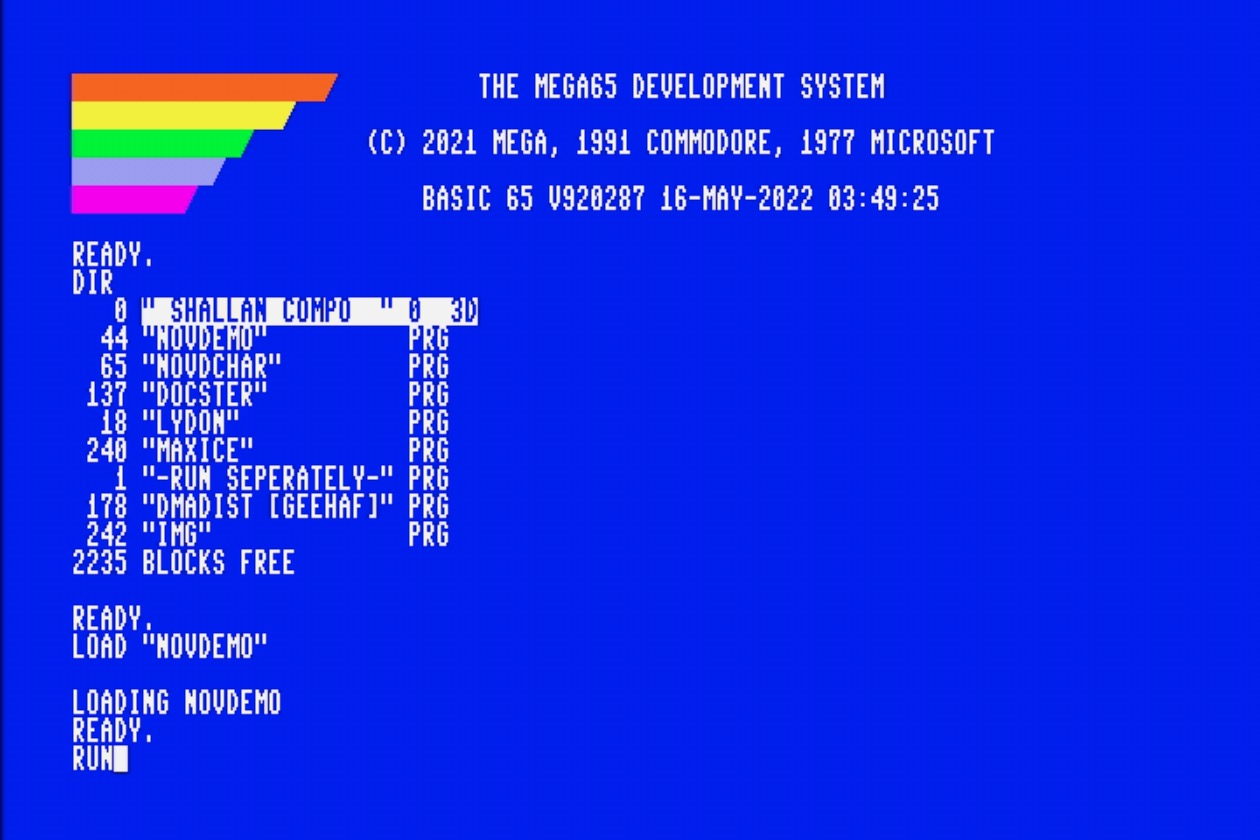 THE MEGA65 DEVELOPMENT SYSTEM
(C) 2021 MEGA, 1991 COMMODORE, 1977 MICROSOFT
BASIC 65 V920287 16-MAY-2022 03:49:25
READY.
DIR
0 " SHALLAN COMPO  " 0  3D
44 "NOVDEMO" PRG
65 "NOVDCHAR" PRG
137 "DOCSTER" PRG
18 "LYDON" PRG
240 "MAXICE" PRG
1 "-RUN SEPERATELY-" PRG
178 "DMADIST [GEEHAF]" PRG
242 "IMG" PRG
2235 BLOCKS FREE
READY.
LOAD "NOVDEMO"
LOADING NOVDEMO
READY.
RUN